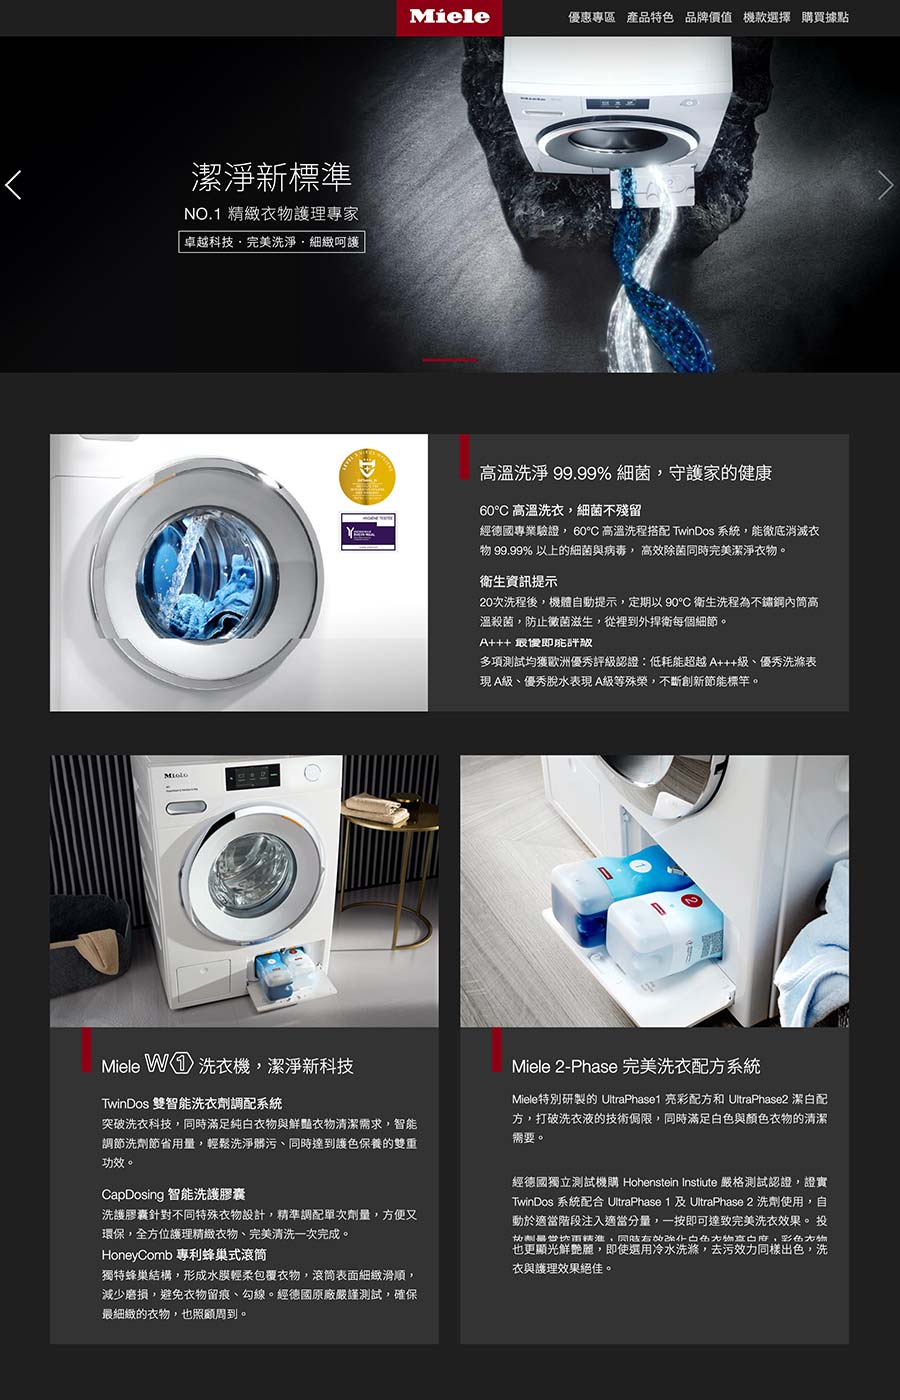 Miele
優惠專區 產品特色 品牌價值 機款選擇 購買據點
潔淨新標準
NO.1 精緻衣物護理專家
卓越科技·完美洗淨·細緻呵護
高溫洗淨 99.99% 細菌，守護家的健康
60°C 高溫洗衣，細菌不殘留
經德國專業驗證， 60°C 高溫洗程搭配 TwinDos 系統，能徹底消滅衣
物 99.99% 以上的細菌與病毒， 高效除菌同時完美潔淨衣物。
衛生資訊提示
20次洗程後，機體自動提示，定期以 90°C 衛生洗程為不鏽鋼內筒高
溫殺菌，防止黴菌滋生，從裡到外捍衛每個細節。
A+++ 最優節能評級
多項測試均獲歐洲優秀評級認證：低耗能超越 A+++級、優秀洗滌表
現 A級、優秀脫水表現 A級等殊榮，不斷創新節能標竿。
Miele
Miele W1 洗衣機，潔淨新科技
TwinDos 雙智能洗衣劑調配系統
突破洗衣科技，同時滿足純白衣物與鮮豔衣物清潔需求，智能
調節洗劑節省用量，輕鬆洗淨髒污、同時達到護色保養的雙重
功效。
CapDosing 智能洗護膠囊
洗護膠囊針對不同特殊衣物設計，精準調配單次劑量，方便又
環保，全方位護理精緻衣物、完美清洗一次完成。
HoneyComb 專利蜂巢式滾筒
獨特蜂巢結構，形成水膜輕柔包覆衣物，滾筒表面細緻滑順，
減少磨損，避免衣物留痕、勾線。經德國原廠嚴謹測試，確保
最細緻的衣物，也照顧周到。
1
2
Miele 2-Phase 完美洗衣配方系統
Miele特別研製的 UltraPhase1 亮彩配方和 UltraPhase2 潔白配
方，打破洗衣液的技術侷限，同時滿足白色與顏色衣物的清潔
需要。
經德國獨立測試機購 Hohenstein Instiute 嚴格測試認證，證實
TwinDos 系統配合 UltraPhase 1 及 UltraPhase 2 洗劑使用，自
動於適當階段注入適當分量，一按即可達致完美洗衣效果。 投
放劑量掌控更精準，同時有效強化白色衣物亮白度，彩色衣物
也更顯光鮮艷麗，即使選用冷水洗滌，去污效力同樣出色，洗
衣與護理效果絕佳。